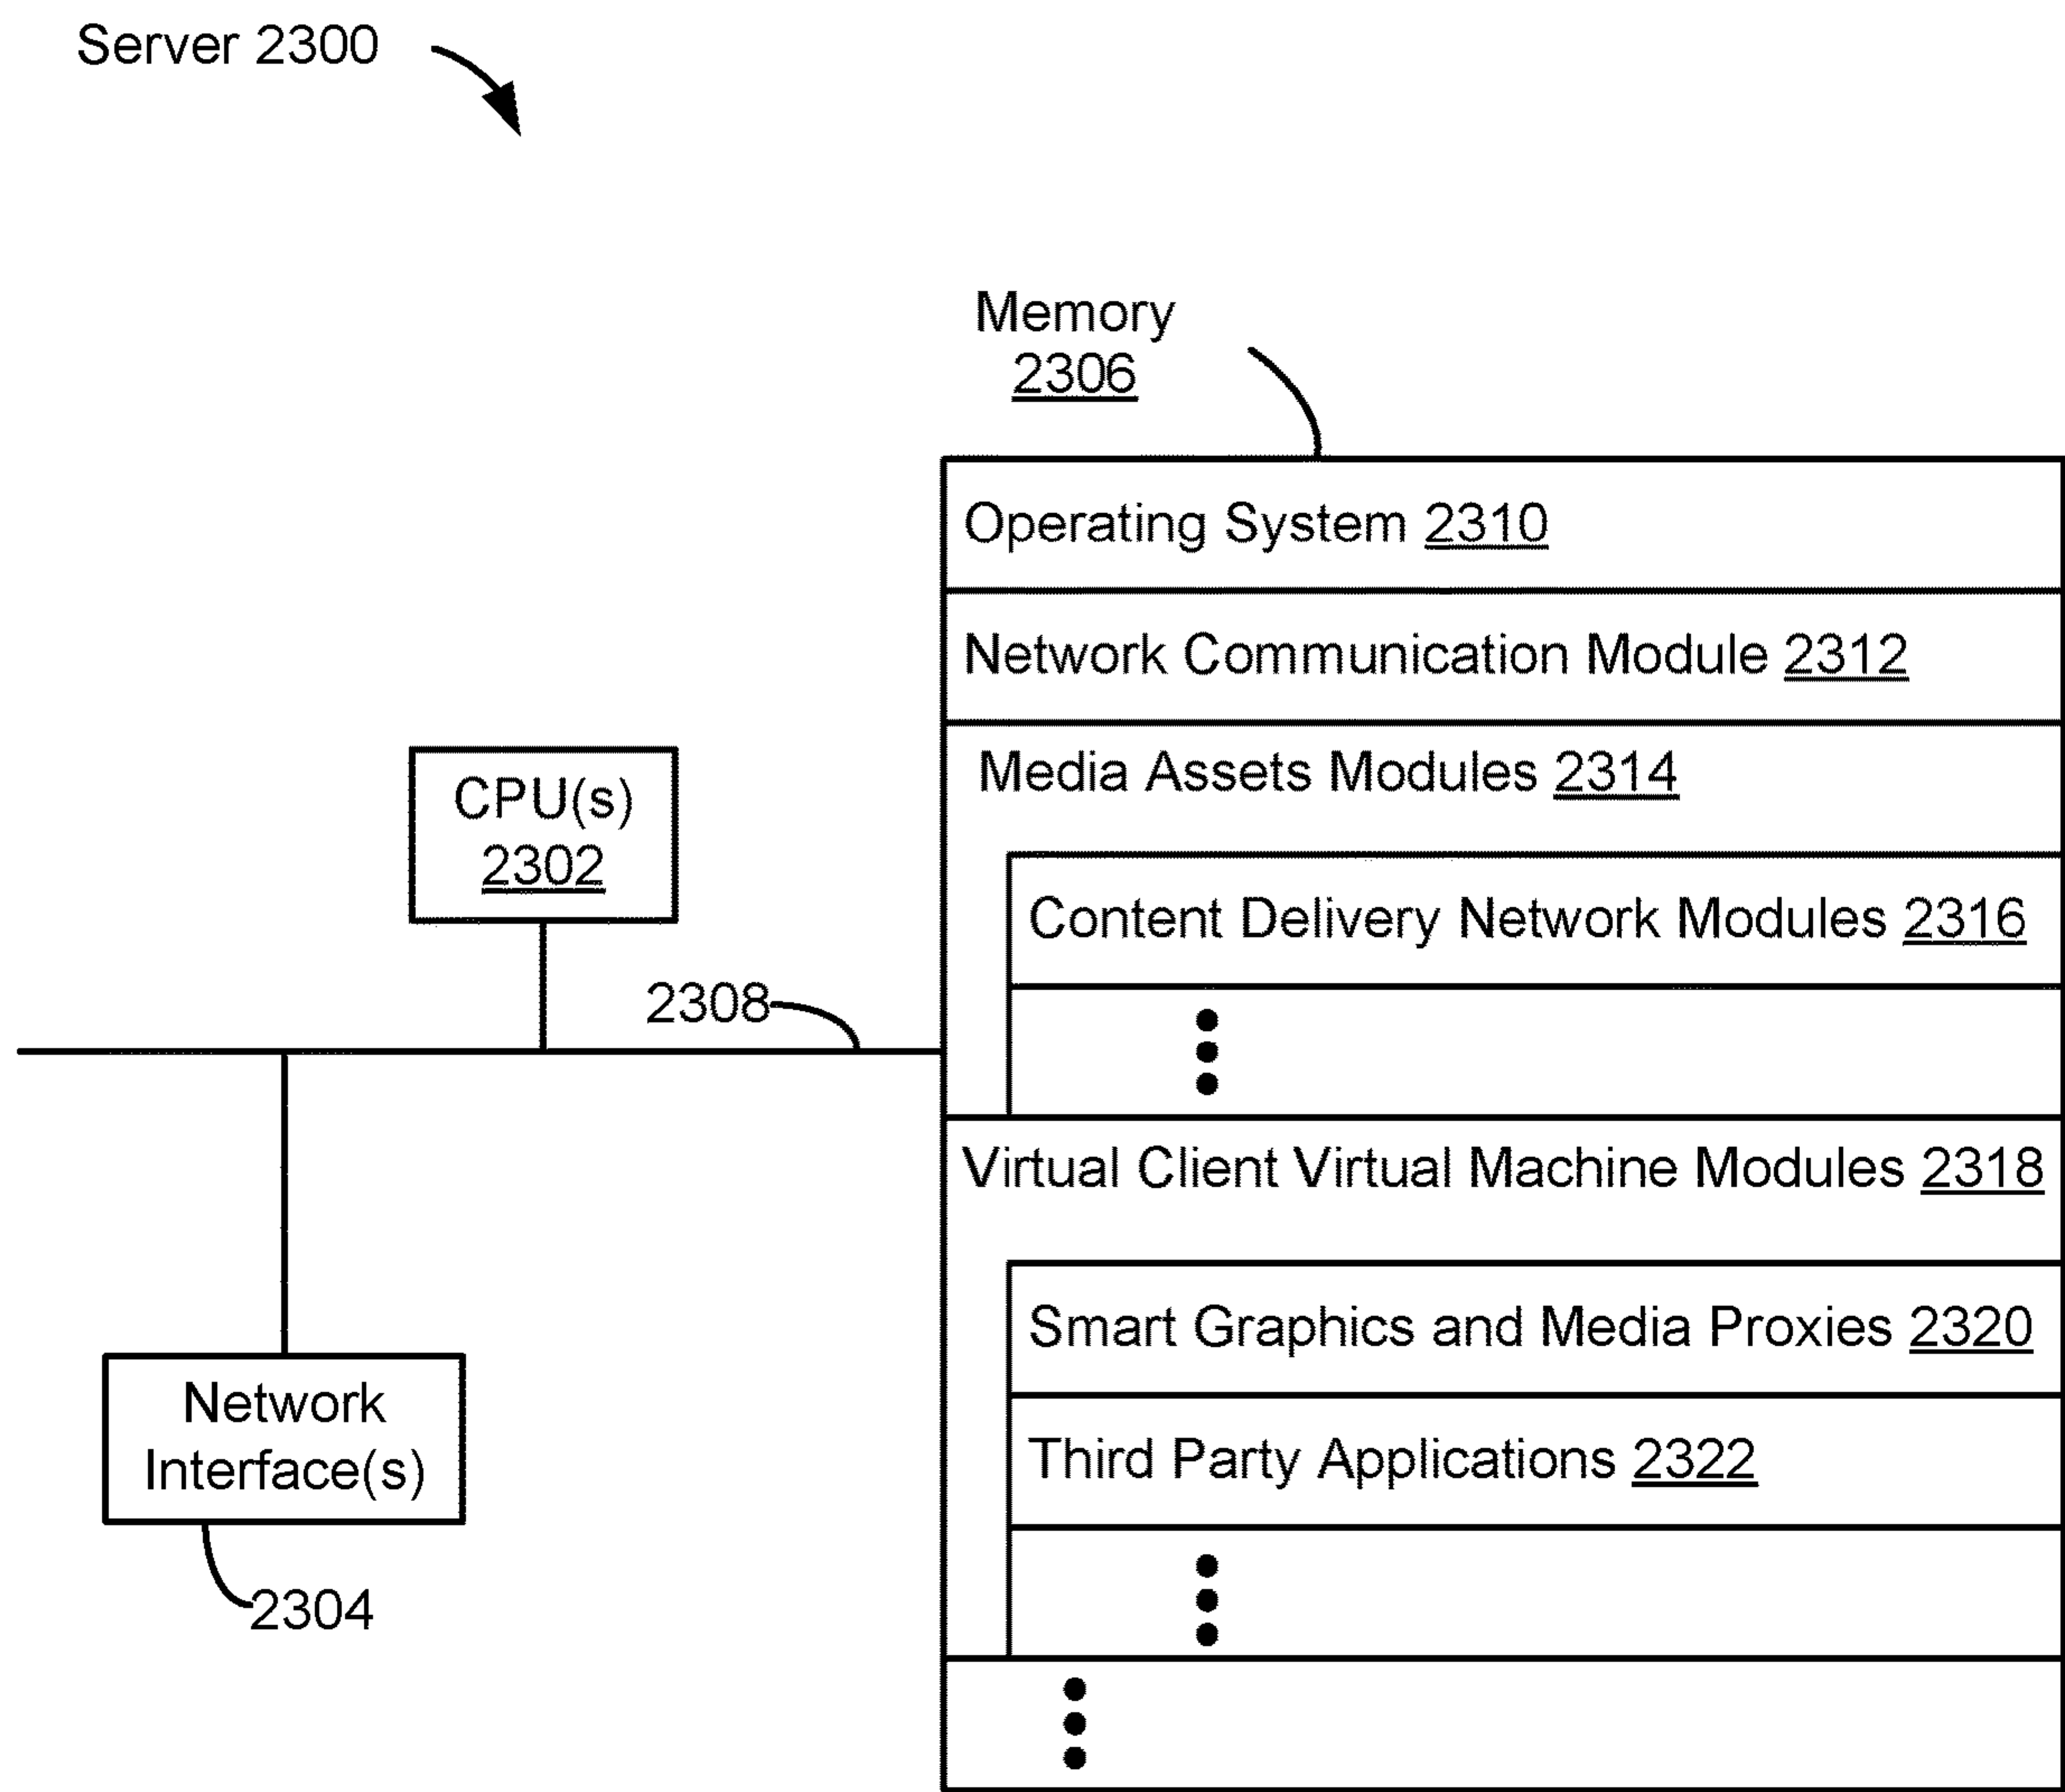 Server 2300
Memory
2306
Operating System 2310
Network Communication Module 2312
Media Assets Modules 2314
CPU(s)
2302
Content Delivery Network Modules 2316
2308
Virtual Client Virtual Machine Modules 2318
Smart Graphics and Media Proxies 2320
Network
Interface(s)
Third Party Applications 2322
2304